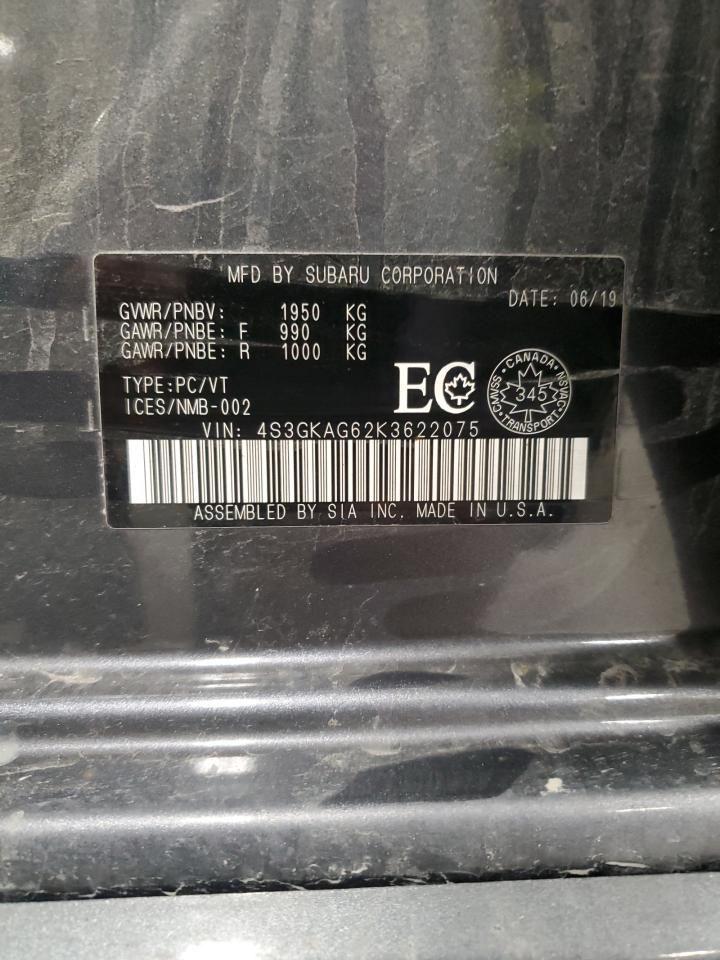 MFD BY SUBARU CORPORATION
DATE: 06/19
GVWR/PNBV: 1950 KG
GAWR/PNBE: F 990 KG
GAWR/PNBE: R 1000 KG
TYPE:PC/VT
ICES/NMB-002
EC
CANADA
CMVSS 345 NSVAC
TRANSPORT
VIN: 4S3GKAG62K3622075
ASSEMBLED BY SIA INC. MADE IN U.S.A.